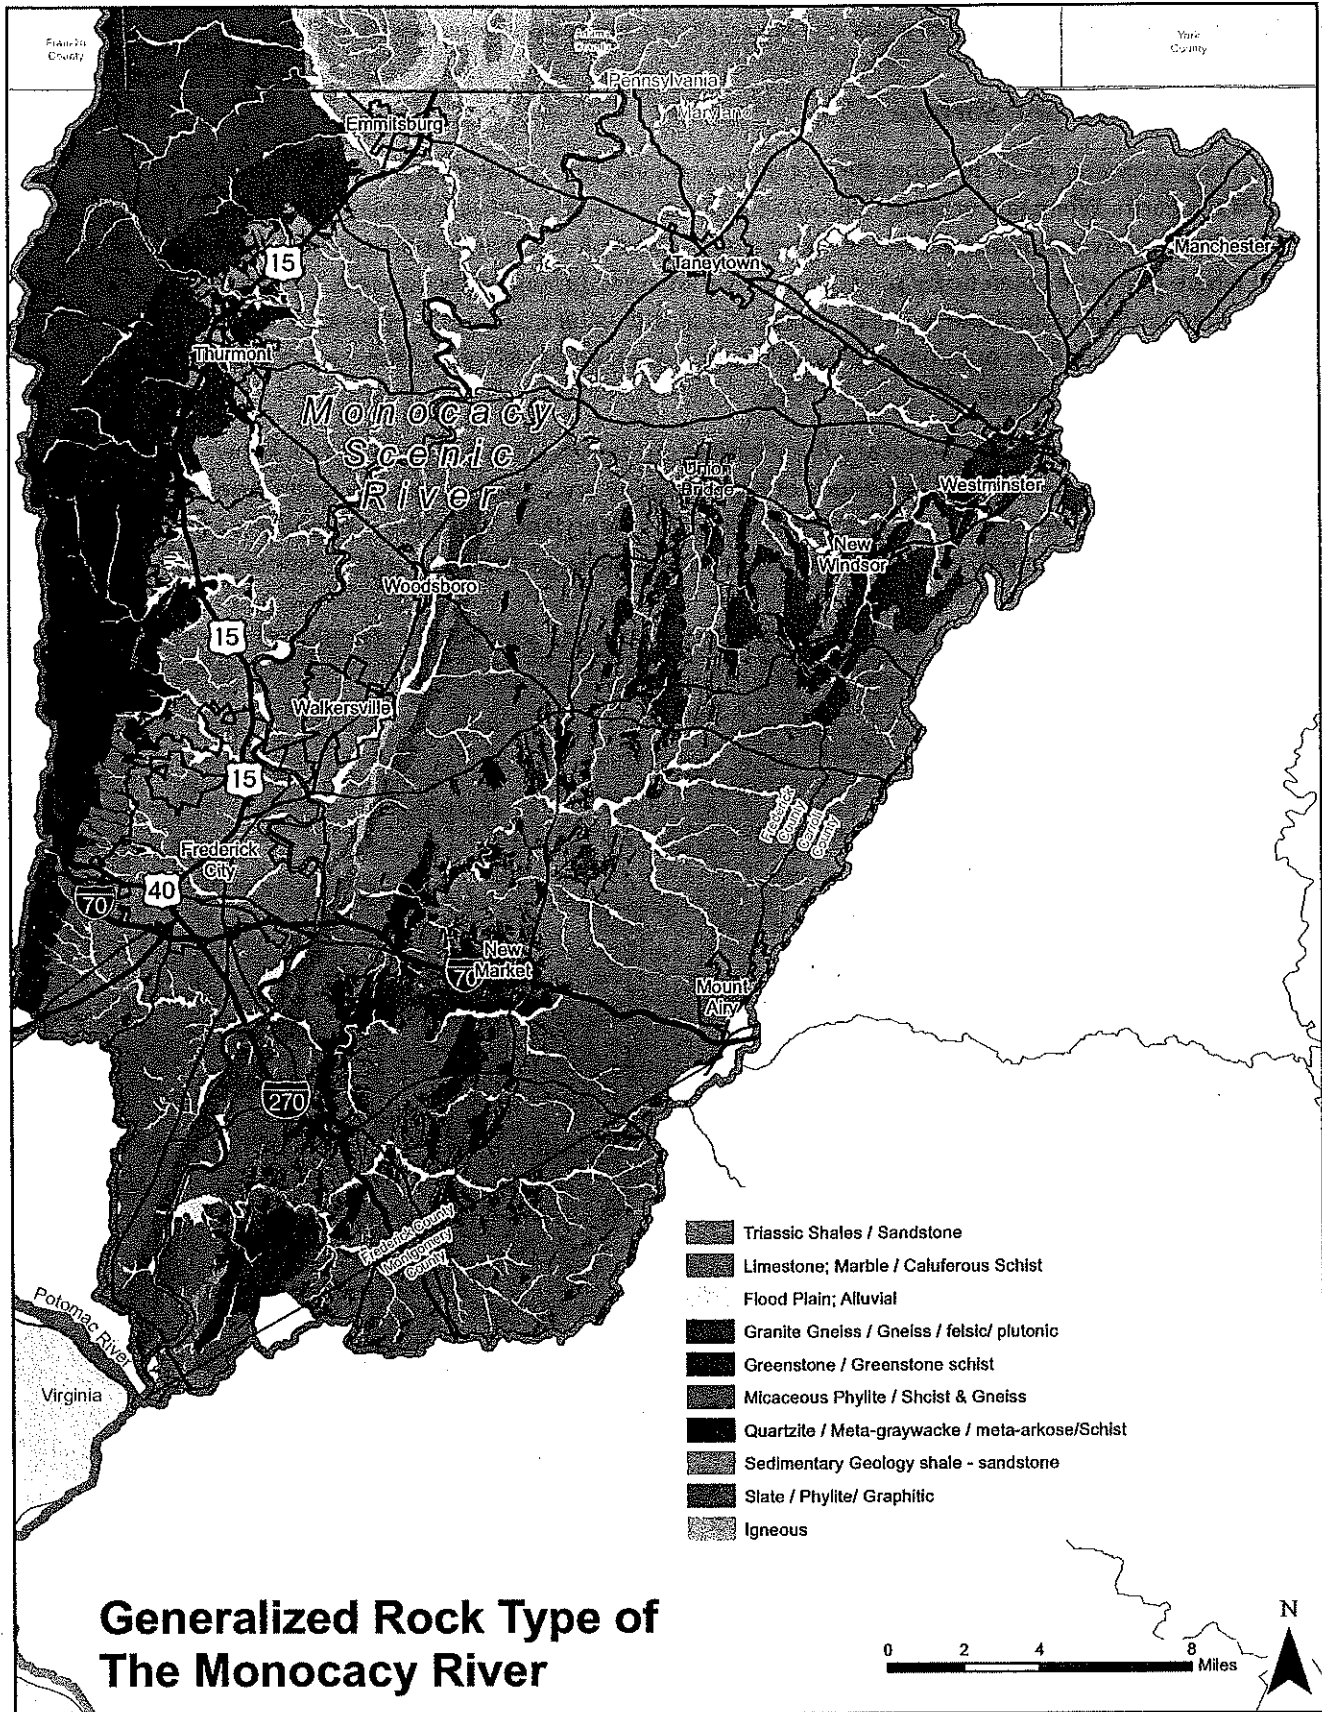 Franklin
County
Adams
County
York
County
Pennsylvania
Maryland
Emmitsburg
15
Taneytown
Manchester
Thurmont
Monocacy
Scenic
River
Union
Bridge
Westminster
New
Windsor
Woodsboro
15
Walkersville
15
Frederick
County
Carroll
County
Frederick
City
40
70
New
Market
70
Mount
Airy
270
Frederick County
Montgomery
County
Potomac River
Virginia
Triassic Shales / Sandstone
Limestone; Marble / Caluferous Schist
Flood Plain; Alluvial
Granite Gneiss / Gneiss / felsic/ plutonic
Greenstone / Greenstone schist
Micaceous Phylite / Shcist & Gneiss
Quartzite / Meta-graywacke / meta-arkose/Schist
Sedimentary Geology shale - sandstone
Slate / Phylite/ Graphitic
Igneous
Generalized Rock Type of
The Monocacy River
0 2 4 8
Miles
N